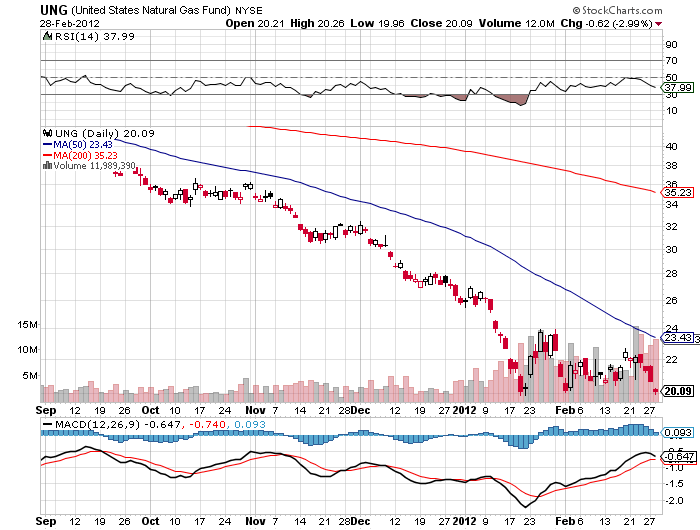 UNG (United States Natural Gas Fund) NYSE © StockCharts.com
28-Feb-2012 Open 20.21 High 20.26 Low 19.96 Close 20.09 Volume 12.0M Chg -0.62 (-2.99%)
RSI(14) 37.99
90
70
50
37.99
30
10
UNG (Daily) 20.09
MA(50) 23.43
MA(200) 35.23
Volume 11,989,390
40
38
36
35.23
34
32
30
28
26
24
23.43
22
20.09
15M
10M
5M
Sep 12 19 26 Oct 10 17 24 Nov 7 14 21 28 Dec 12 19 27 2012 9 17 23 Feb 6 13 21 27
MACD(12,26,9) -0.647, -0.740, 0.093
0.093
-0.647
-1.0
-1.5
-2.0
Sep 12 19 26 Oct 10 17 24 Nov 7 14 21 28 Dec 12 19 27 2012 9 17 23 Feb 6 13 21 27